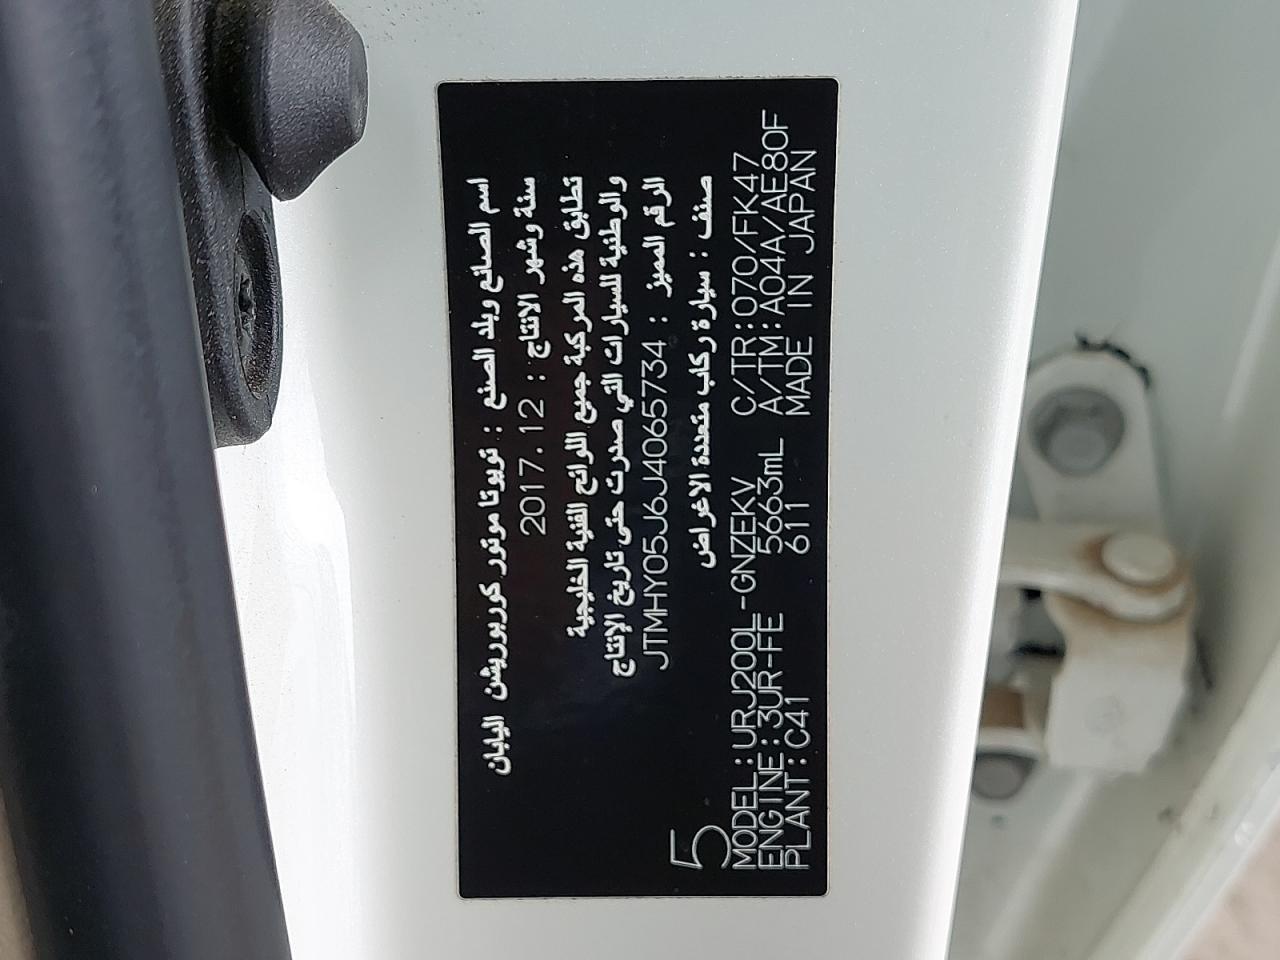 اسم الصانع وبلد الصنع : تويوتا موتور كوربوريشن اليابان
سنة وشهر الانتاج : 2017.12
تطابق هذه المركبة جميع اللوائح الفنية الخليجية
والوطنية للسيارات التي صدرت حتى تاريخ الإنتاج
الرقم المميز : JTMHY05J6J4065734
صنف : سيارة ركاب متعددة الاغراض
5
MODEL:URJ200L-GNZEKV C/TR:070/FK47
ENGINE:3UR-FE 5663mL A/TM:A04A/AE80F
PLANT:C41 611 MADE IN JAPAN